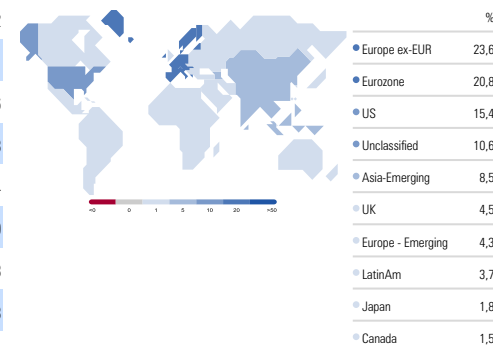 %
Europe ex-EUR 23,6
Eurozone 20,8
US 15,4
Unclassified 10,6
Asia-Emerging 8,5
UK 4,5
Europe - Emerging 4,3
LatinAm 3,7
Japan 1,8
Canada 1,5
<0 0 1 5 10 20 >50